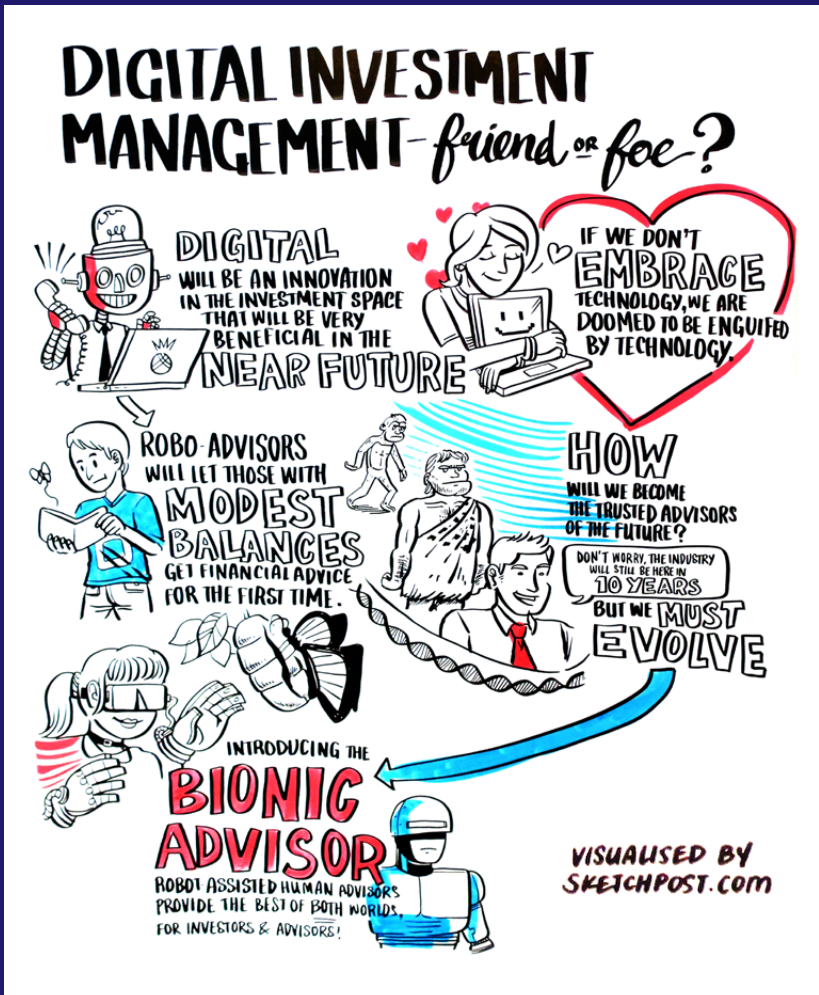 DIGITAL INVESTMENT
MANAGEMENT - friend OR foe?
DIGITAL
WILL BE AN INNOVATION
IN THE INVESTMENT SPACE
THAT WILL BE VERY
BENEFICIAL IN THE
NEAR FUTURE
IF WE DON'T
EMBRACE
TECHNOLOGY, WE ARE
DOOMED TO BE ENGUIFED
BY TECHNOLOGY.
ROBO-ADVISORS
WILL LET THOSE WITH
MODEST
BALANCES
GET FINANCIAL ADVICE
FOR THE FIRST TIME.
HOW
WILL WE BECOME
THE TRUSTED ADVISORS
OF THE FUTURE?
DON'T WORRY, THE INDUSTRY
WILL STILL BE HERE IN
10 YEARS
BUT WE MUST
EVOLVE
INTRODUCING THE
BIONIC
ADVISOR
ROBOT ASSISTED HUMAN ADVISORS
PROVIDE THE BEST OF BOTH WORLDS,
FOR INVESTORS & ADVISORS!
VISUALISED BY
SKETCHPOST.COM